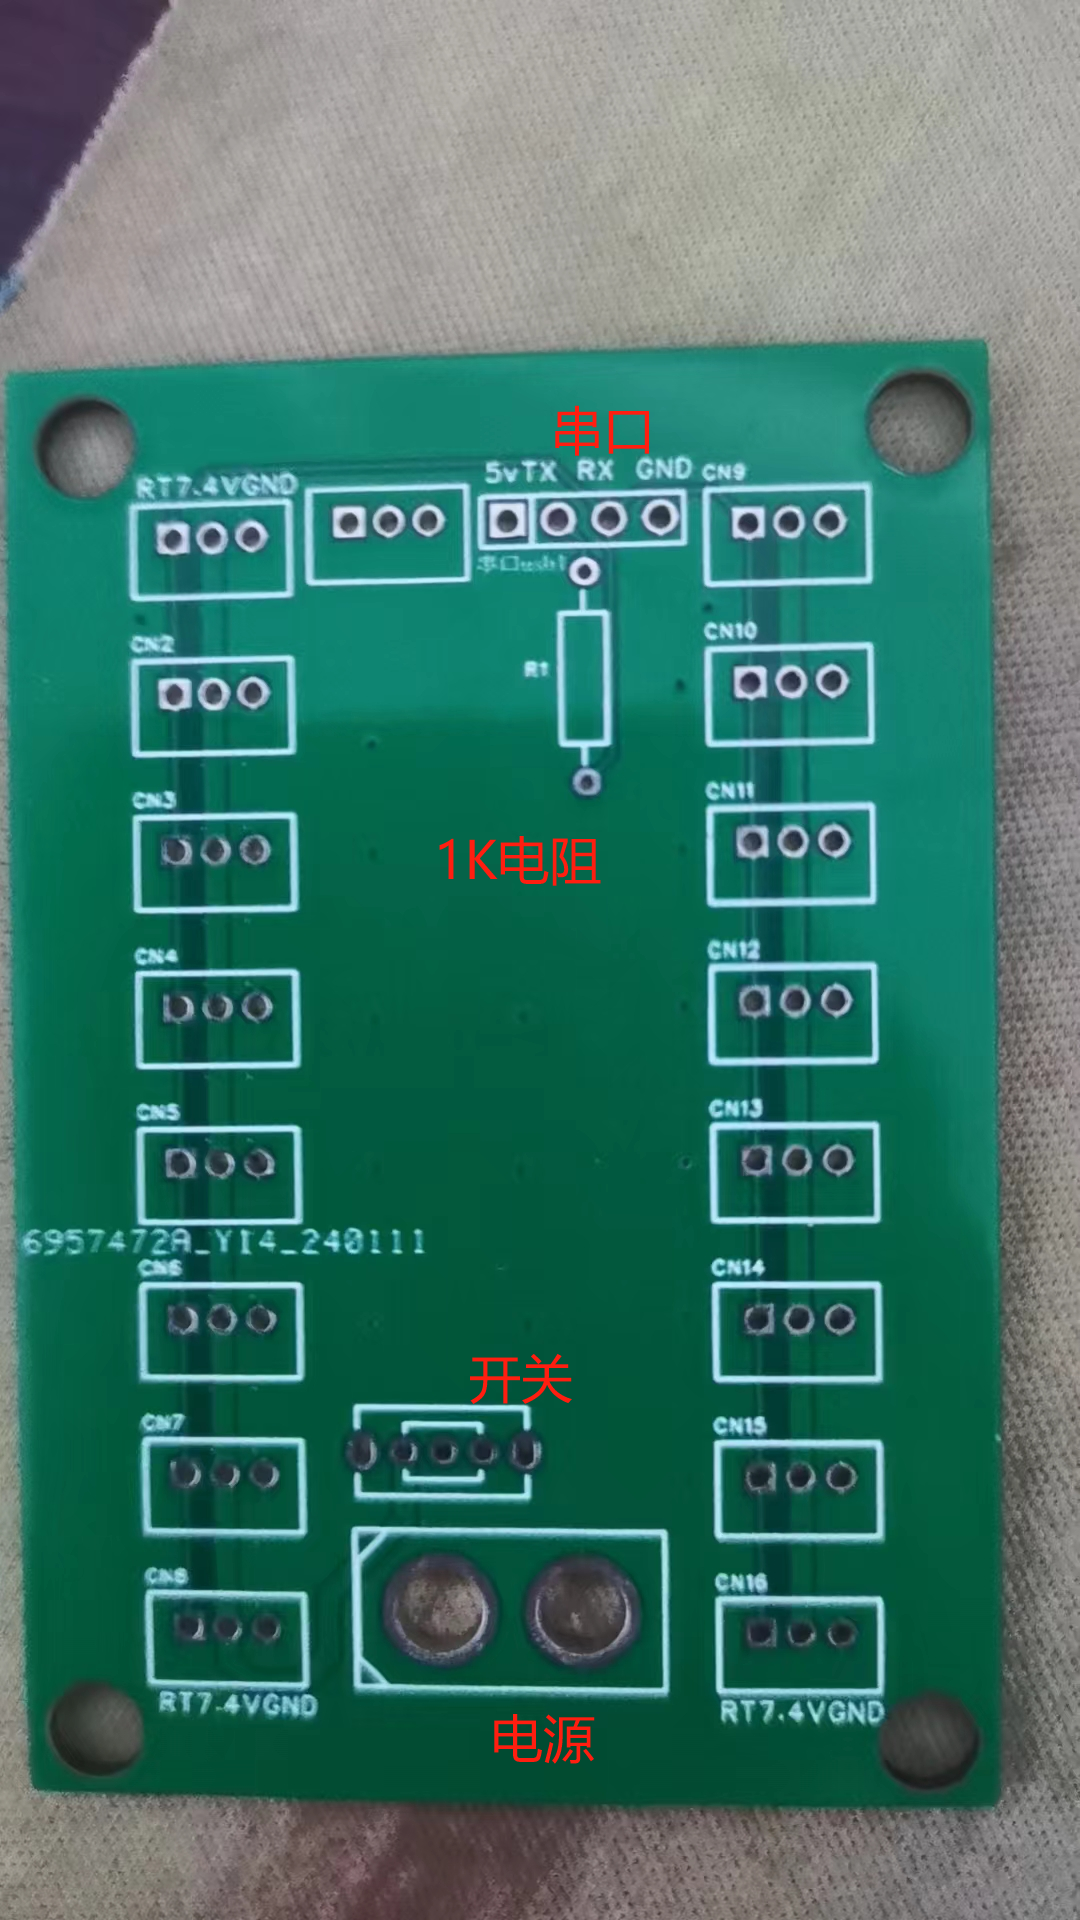 串口
5vTX RX GND
CN9
RT7.4VGND
串口usb1
CN2
CN10
R1
CN3
CN11
1K电阻
CN4
CN12
CN5
CN13
6957472A_Y14_240111
CN6
CN14
开关
CN7
CN15
CN8
CN16
RT7.4VGND
RT7.4VGND
电源